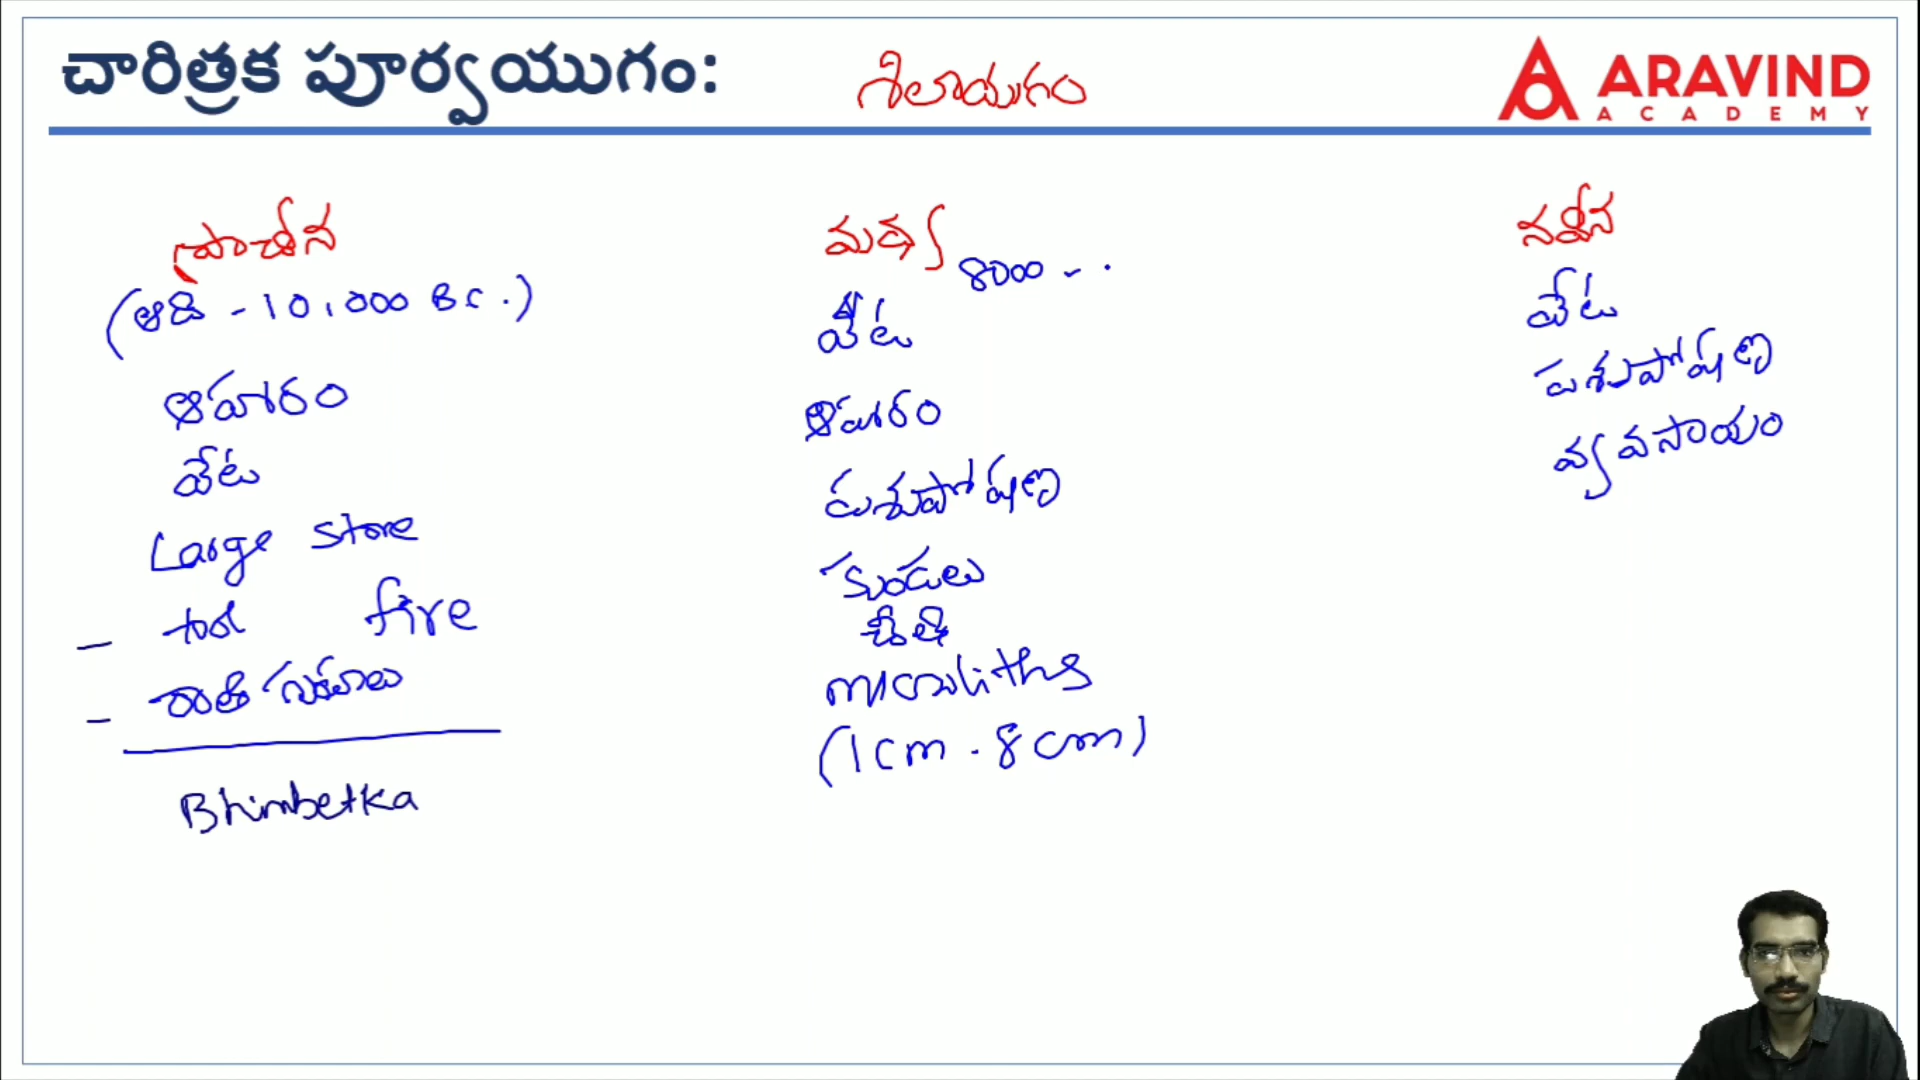 చారిత్రక పూర్వయుగం:
శిలాయుగం
ARAVIND
ACADEMY
ప్రాచీన
(ఆది - 10,000 BC.)
ఆహారం
వేట
Large stone
- tool fire
- రాతి గుహలు
Bhimbetka
మధ్య 8000 - .
వేట
ఆహారం
పశుపోషణ
కుండలు
చేతి
microliths
(1cm - 8cm)
నవీన
వేట
పశుపోషణ
వ్యవసాయం